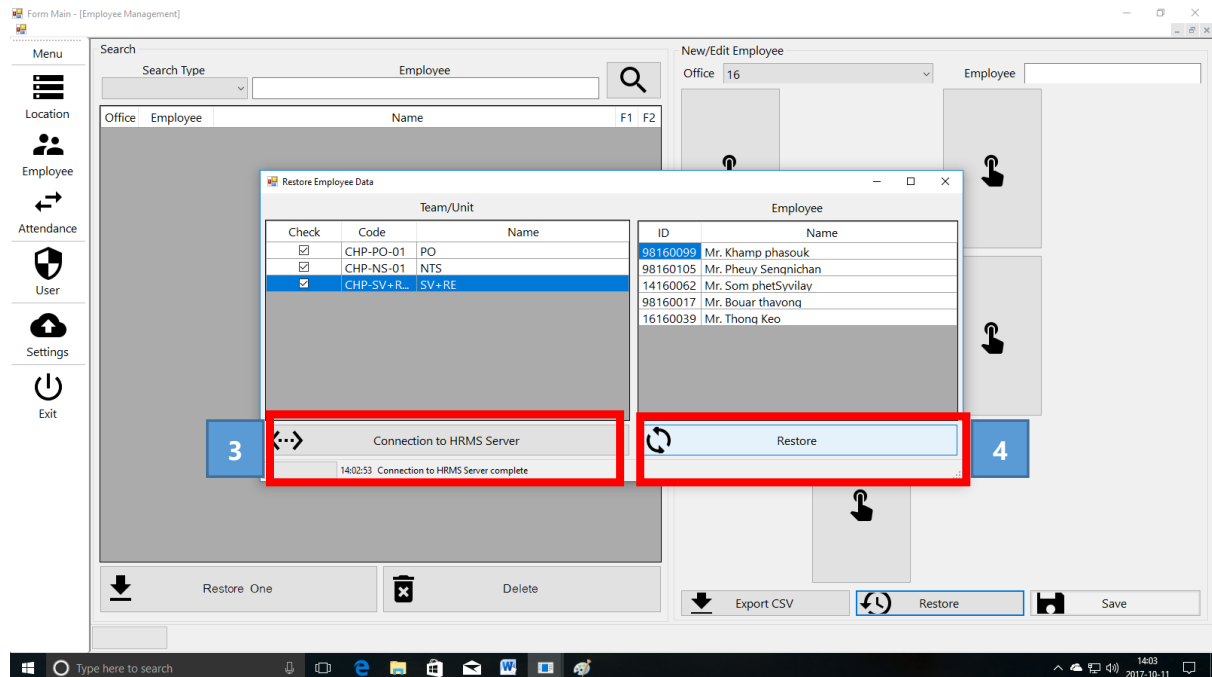 Form Main - [Employee Management]
Menu
Location
Employee
Attendance
User
Settings
Exit
Search
Search Type
Employee
Office Employee Name F1 F2
Restore One
Delete
New/Edit Employee
Office 16
Employee
Export CSV
Restore
Save
Restore Employee Data
Team/Unit
Check Code Name
CHP-PO-01 PO
CHP-NS-01 NTS
CHP-SV+R... SV+RE
Employee
ID Name
98160099 Mr. Khamp phasouk
98160105 Mr. Pheuy Sengnichan
14160062 Mr. Som phetSyvilay
98160017 Mr. Bouar thavong
16160039 Mr. Thong Keo
3
Connection to HRMS Server
14:02:53 Connection to HRMS Server complete
Restore
4
Type here to search
14:03
2017-10-11